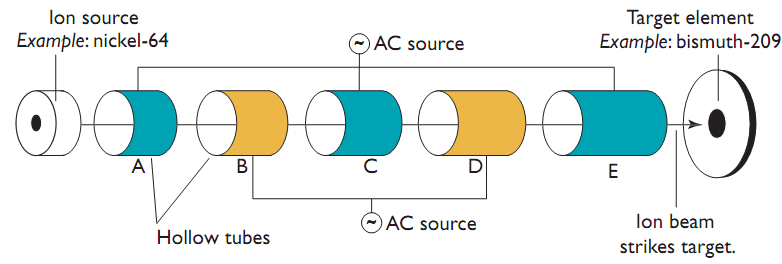 Ion source
Example: nickel-64
Target element
Example: bismuth-209
~ AC source
A
B
C
D
E
Hollow tubes
~ AC source
Ion beam
strikes target.